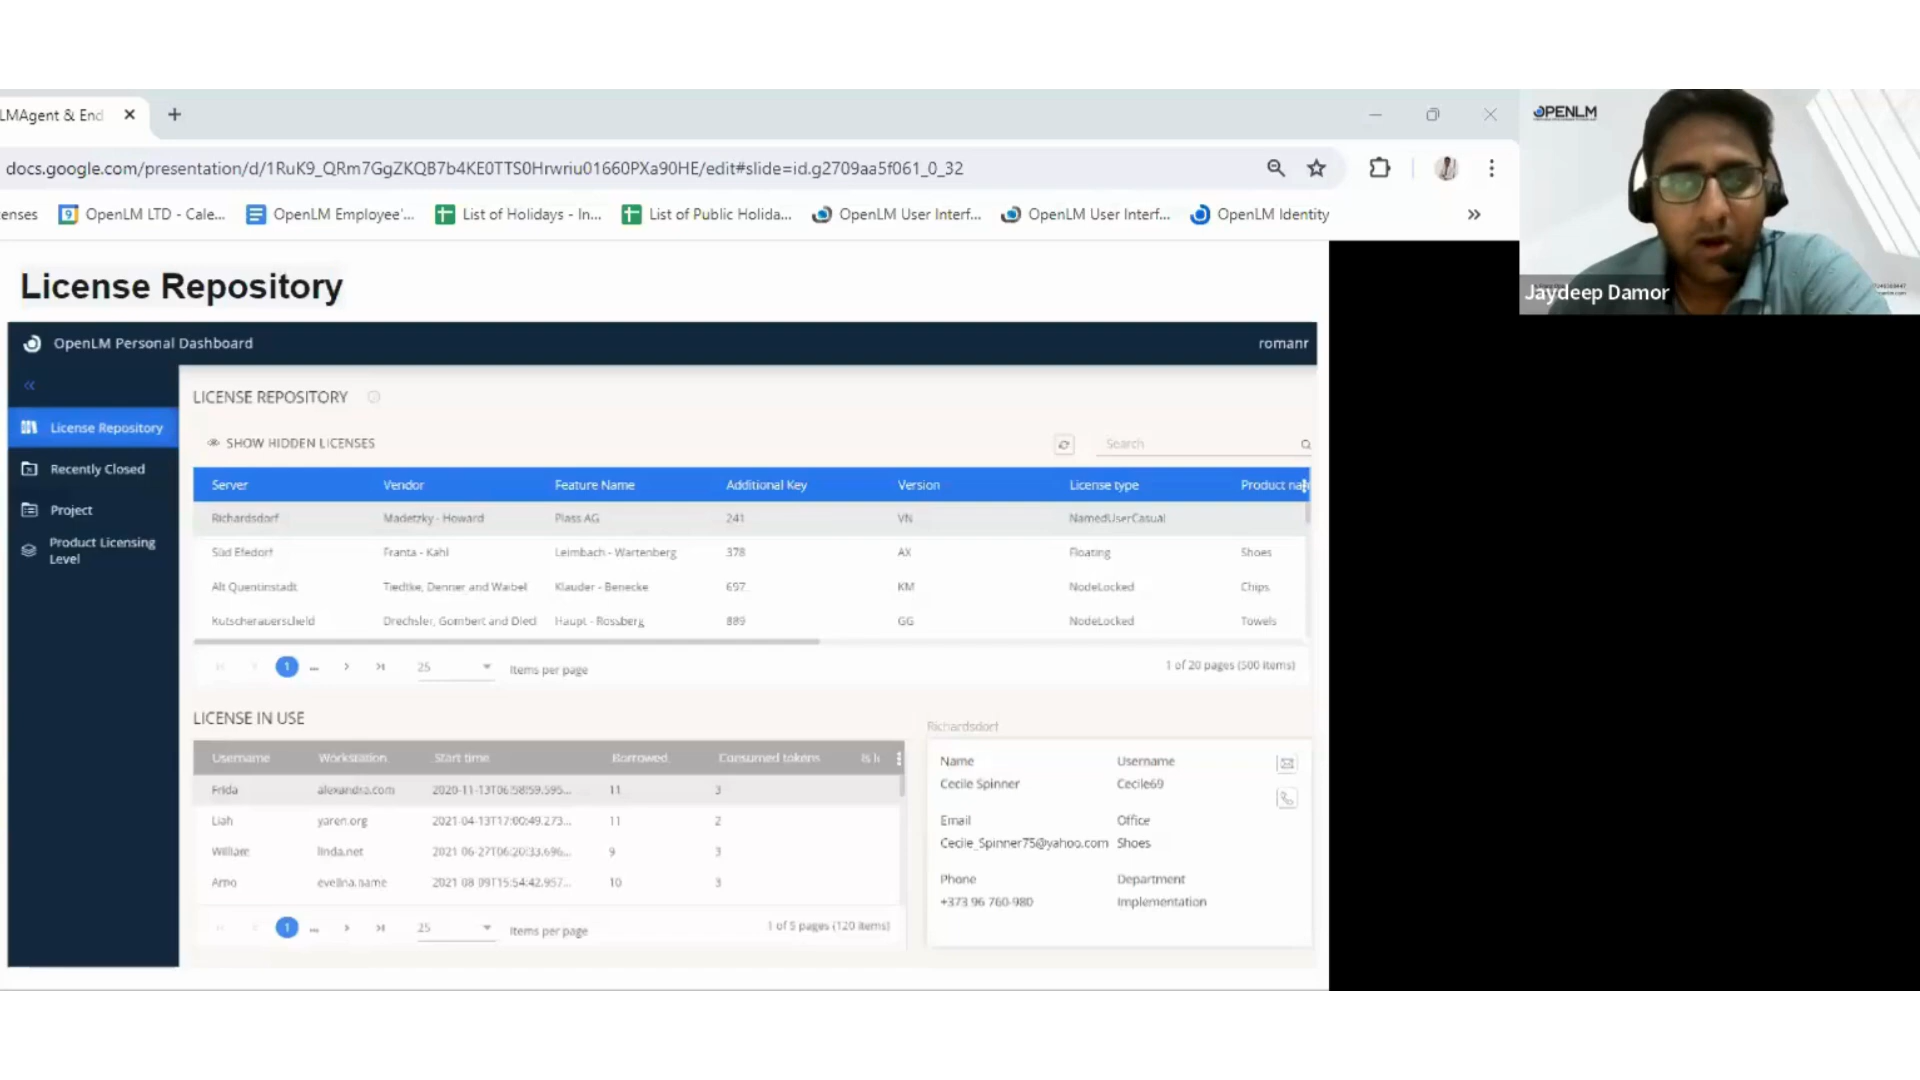 LMAgent & End
docs.google.com/presentation/d/1RuK9_QRm7GgZKQB7b4KE0TTS0Hrwriu01660PXa90HE/edit#slide=id.g2709aa5f061_0_32
enses OpenLM LTD - Cale... OpenLM Employee'... List of Holidays - In... List of Public Holida... OpenLM User Interf... OpenLM User Interf... OpenLM Identity
OPENLM
Jaydeep Damor
License Repository
OpenLM Personal Dashboard romanr
License Repository
Recently Closed
Project
Product Licensing
Level
LICENSE REPOSITORY
SHOW HIDDEN LICENSES Search
Server Vendor Feature Name Additional Key Version License type Product na
Richardsdorf Madetzky - Howard Plass AG 241 VN NamedUserCasual
Süd Efedorf Franta - Kahl Leimbach - Wartenberg 378 AX Floating Shoes
Alt Quentinstadt Tiedtke, Denner and Waibel Klauder - Benecke 697 KM NodeLocked Chips
Kutscherauerscheid Drechsler, Gombert and Died Haupt - Rossberg 889 GG NodeLocked Towels
1 ... 25 Items per page 1 of 20 pages (500 items)
LICENSE IN USE
Username Workstation Start time Borrowed Consumed tokens
Frida alexandra.com 2020-11-13T06:58:59.595... 11 3
Liah yaren.org 2021-04-13T17:00:49.273... 11 2
William linda.net 2021-06-27T06:20:33.696... 9 3
Arno evelina.name 2021-08-09T15:54:42.957... 10 3
1 ... 25 Items per page 1 of 5 pages (120 items)
Richardsdorf
Name Username
Cecile Spinner Cecile69
Email Office
Cecile_Spinner75@yahoo.com Shoes
Phone Department
+373 96 760-980 Implementation